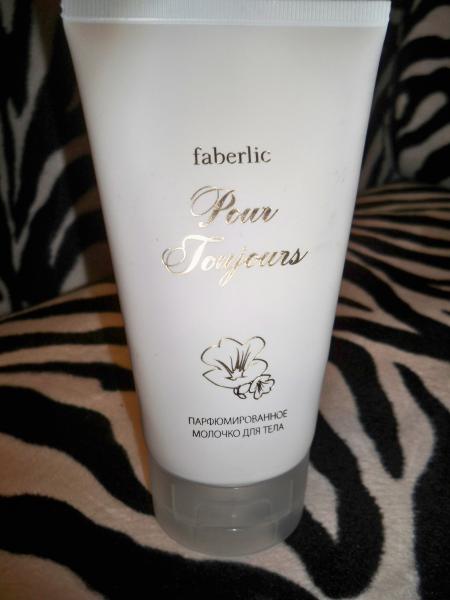 faberlic
Pour
Toujours
ПАРФЮМИРОВАННОЕ
МОЛОЧКО ДЛЯ ТЕЛА